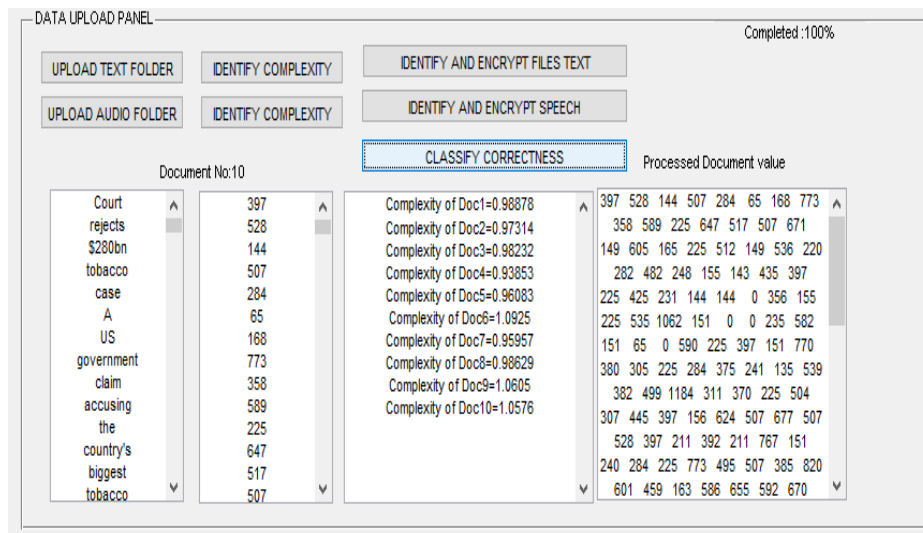 DATA UPLOAD PANEL
Completed :100%
UPLOAD TEXT FOLDER
IDENTIFY COMPLEXITY
IDENTIFY AND ENCRYPT FILES TEXT
UPLOAD AUDIO FOLDER
IDENTIFY COMPLEXITY
IDENTIFY AND ENCRYPT SPEECH
CLASSIFY CORRECTNESS
Document No:10
Processed Document value
Court
rejects
$280bn
tobacco
case
A
US
government
claim
accusing
the
country's
biggest
tobacco
397
528
144
507
284
65
168
773
358
589
225
647
517
507
Complexity of Doc1=0.98878
Complexity of Doc2=0.97314
Complexity of Doc3=0.98232
Complexity of Doc4=0.93853
Complexity of Doc5=0.96083
Complexity of Doc6=1.0925
Complexity of Doc7=0.95957
Complexity of Doc8=0.98629
Complexity of Doc9=1.0605
Complexity of Doc10=1.0576
397 528 144 507 284 65 168 773
358 589 225 647 517 507 671
149 605 165 225 512 149 536 220
282 482 248 155 143 435 397
225 425 231 144 144 0 356 155
225 535 1062 151 0 0 235 582
151 65 0 590 225 397 151 770
380 305 225 284 375 241 135 539
382 499 1184 311 370 225 504
307 445 397 156 624 507 677 507
528 397 211 392 211 767 151
240 284 225 773 495 507 385 820
601 459 163 586 655 592 670